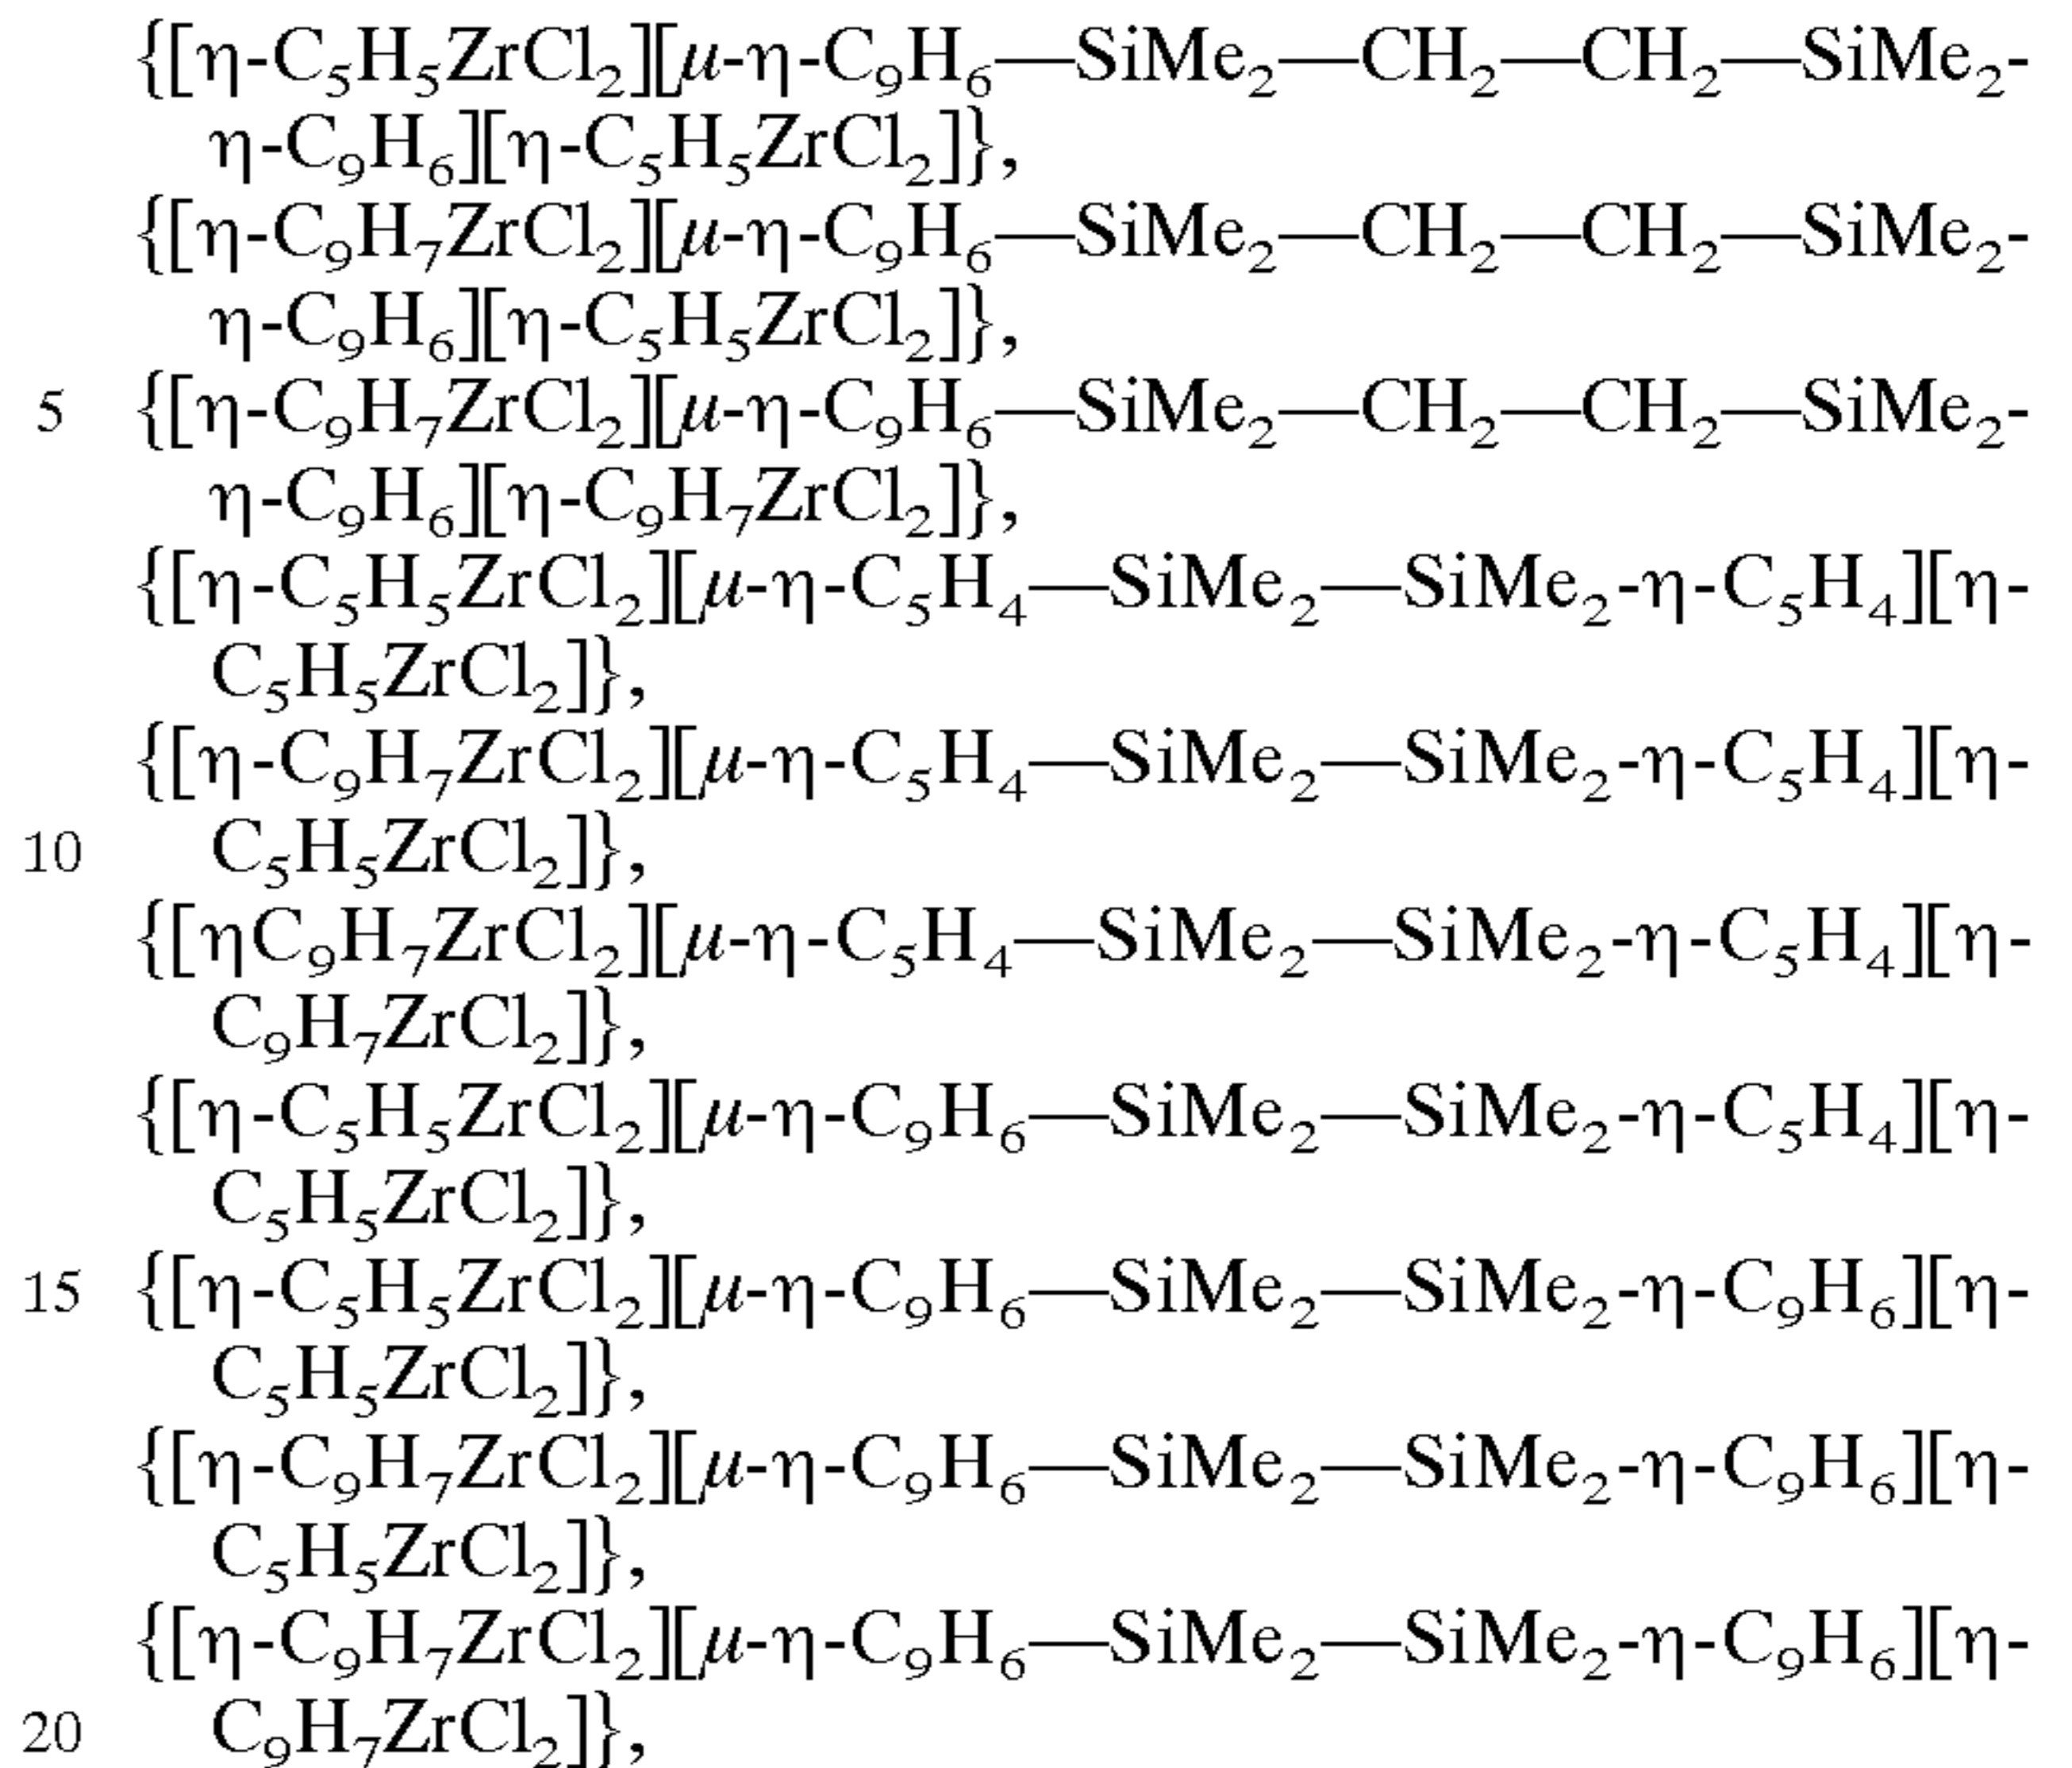 {[η-C₅H₅ZrCl₂][μ-η-C₉H₆—SiMe₂—CH₂—CH₂—SiMe₂-
η-C₉H₆][η-C₅H₅ZrCl₂]},
{[η-C₉H₇ZrCl₂][μ-η-C₉H₆—SiMe₂—CH₂—CH₂—SiMe₂-
η-C₉H₆][η-C₅H₅ZrCl₂]},
5 {[η-C₉H₇ZrCl₂][μ-η-C₉H₆—SiMe₂—CH₂—CH₂—SiMe₂-
η-C₉H₆][η-C₉H₇ZrCl₂]},
{[η-C₅H₅ZrCl₂][μ-η-C₅H₄—SiMe₂—SiMe₂-η-C₅H₄][η-
C₅H₅ZrCl₂]},
{[η-C₉H₇ZrCl₂][μ-η-C₅H₄—SiMe₂—SiMe₂-η-C₅H₄][η-
10 C₅H₅ZrCl₂]},
{[ηC₉H₇ZrCl₂][μ-η-C₅H₄—SiMe₂—SiMe₂-η-C₅H₄][η-
C₉H₇ZrCl₂]},
{[η-C₅H₅ZrCl₂][μ-η-C₉H₆—SiMe₂—SiMe₂-η-C₅H₄][η-
C₅H₅ZrCl₂]},
15 {[η-C₅H₅ZrCl₂][μ-η-C₉H₆—SiMe₂—SiMe₂-η-C₉H₆][η-
C₅H₅ZrCl₂]},
{[η-C₉H₇ZrCl₂][μ-η-C₉H₆—SiMe₂—SiMe₂-η-C₉H₆][η-
C₅H₅ZrCl₂]},
{[η-C₉H₇ZrCl₂][μ-η-C₉H₆—SiMe₂—SiMe₂-η-C₉H₆][η-
20 C₉H₇ZrCl₂]},